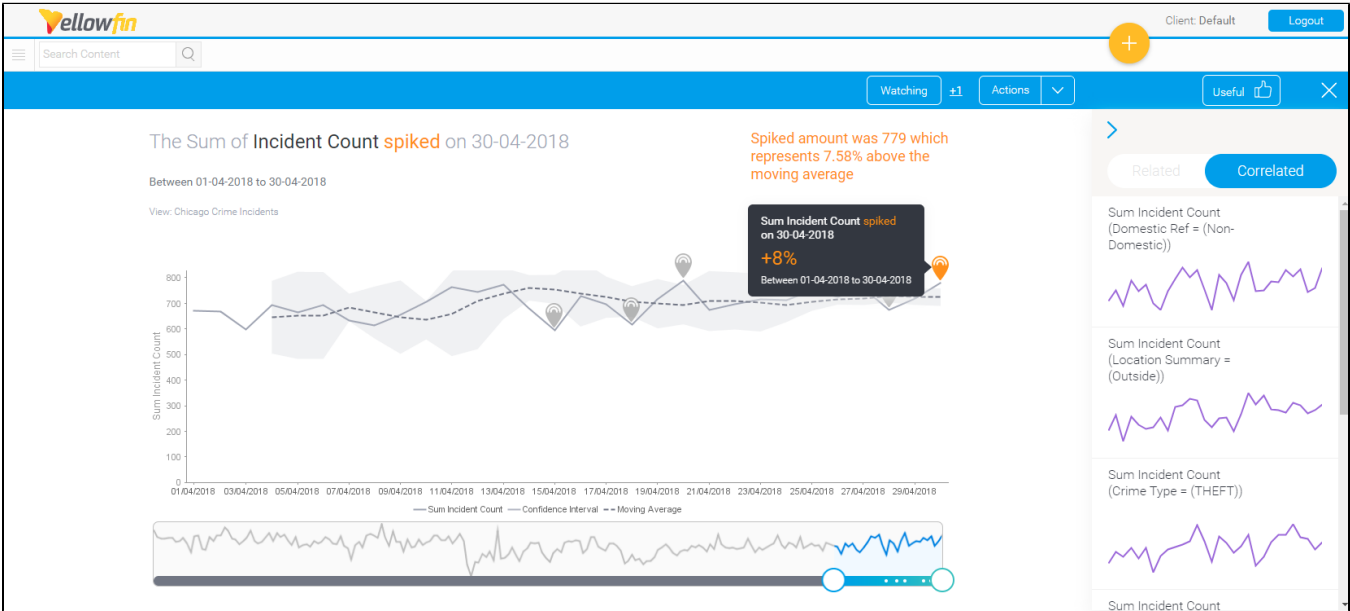 Yellowfin
Client: Default
Logout
Search Content
+
Watching
+1
Actions
Useful
The Sum of Incident Count spiked on 30-04-2018
Spiked amount was 779 which
represents 7.58% above the
moving average
Between 01-04-2018 to 30-04-2018
View: Chicago Crime Incidents
Sum Incident Count spiked
on 30-04-2018
+8%
Between 01-04-2018 to 30-04-2018
800
700
600
500
400
300
200
100
0
Sum Incident Count
01/04/2018 03/04/2018 05/04/2018 07/04/2018 09/04/2018 11/04/2018 13/04/2018 15/04/2018 17/04/2018 19/04/2018 21/04/2018 23/04/2018 25/04/2018 27/04/2018 29/04/2018
Sum Incident Count Confidence Interval Moving Average
Related
Correlated
Sum Incident Count
(Domestic Ref = (Non-
Domestic))
Sum Incident Count
(Location Summary =
(Outside))
Sum Incident Count
(Crime Type = (THEFT))
Sum Incident Count